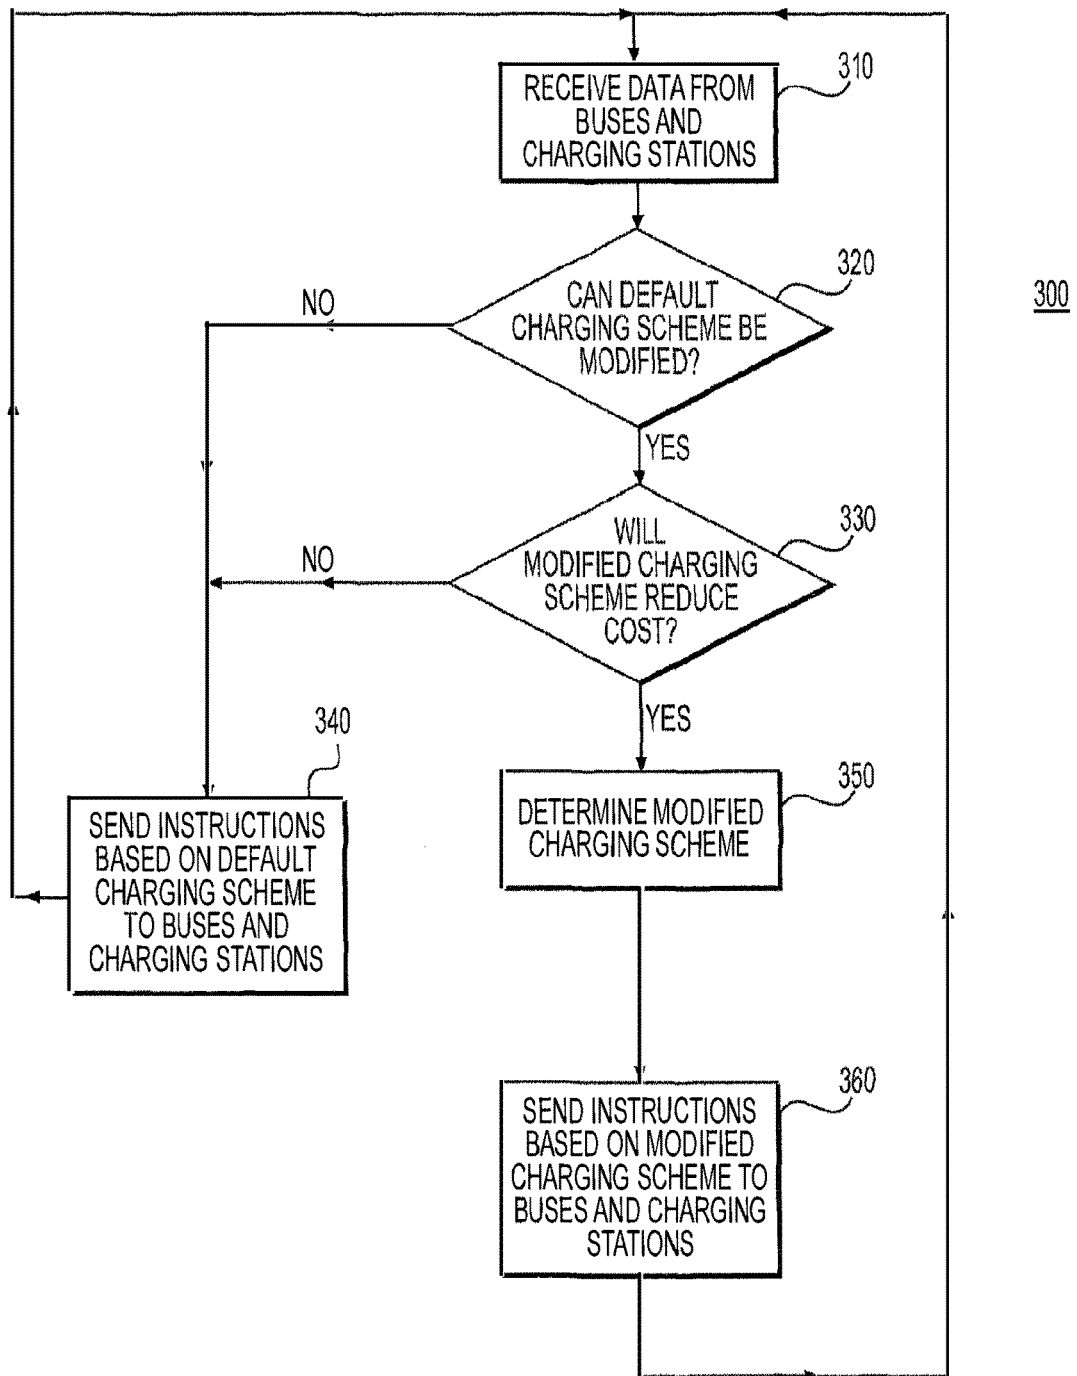 RECEIVE DATA FROM
BUSES AND
CHARGING STATIONS
310
CAN DEFAULT
CHARGING SCHEME BE
MODIFIED?
320
300
NO
YES
WILL
MODIFIED CHARGING
SCHEME REDUCE
COST?
330
NO
YES
340
SEND INSTRUCTIONS
BASED ON DEFAULT
CHARGING SCHEME
TO BUSES AND
CHARGING STATIONS
350
DETERMINE MODIFIED
CHARGING SCHEME
360
SEND INSTRUCTIONS
BASED ON MODIFIED
CHARGING SCHEME TO
BUSES AND CHARGING
STATIONS